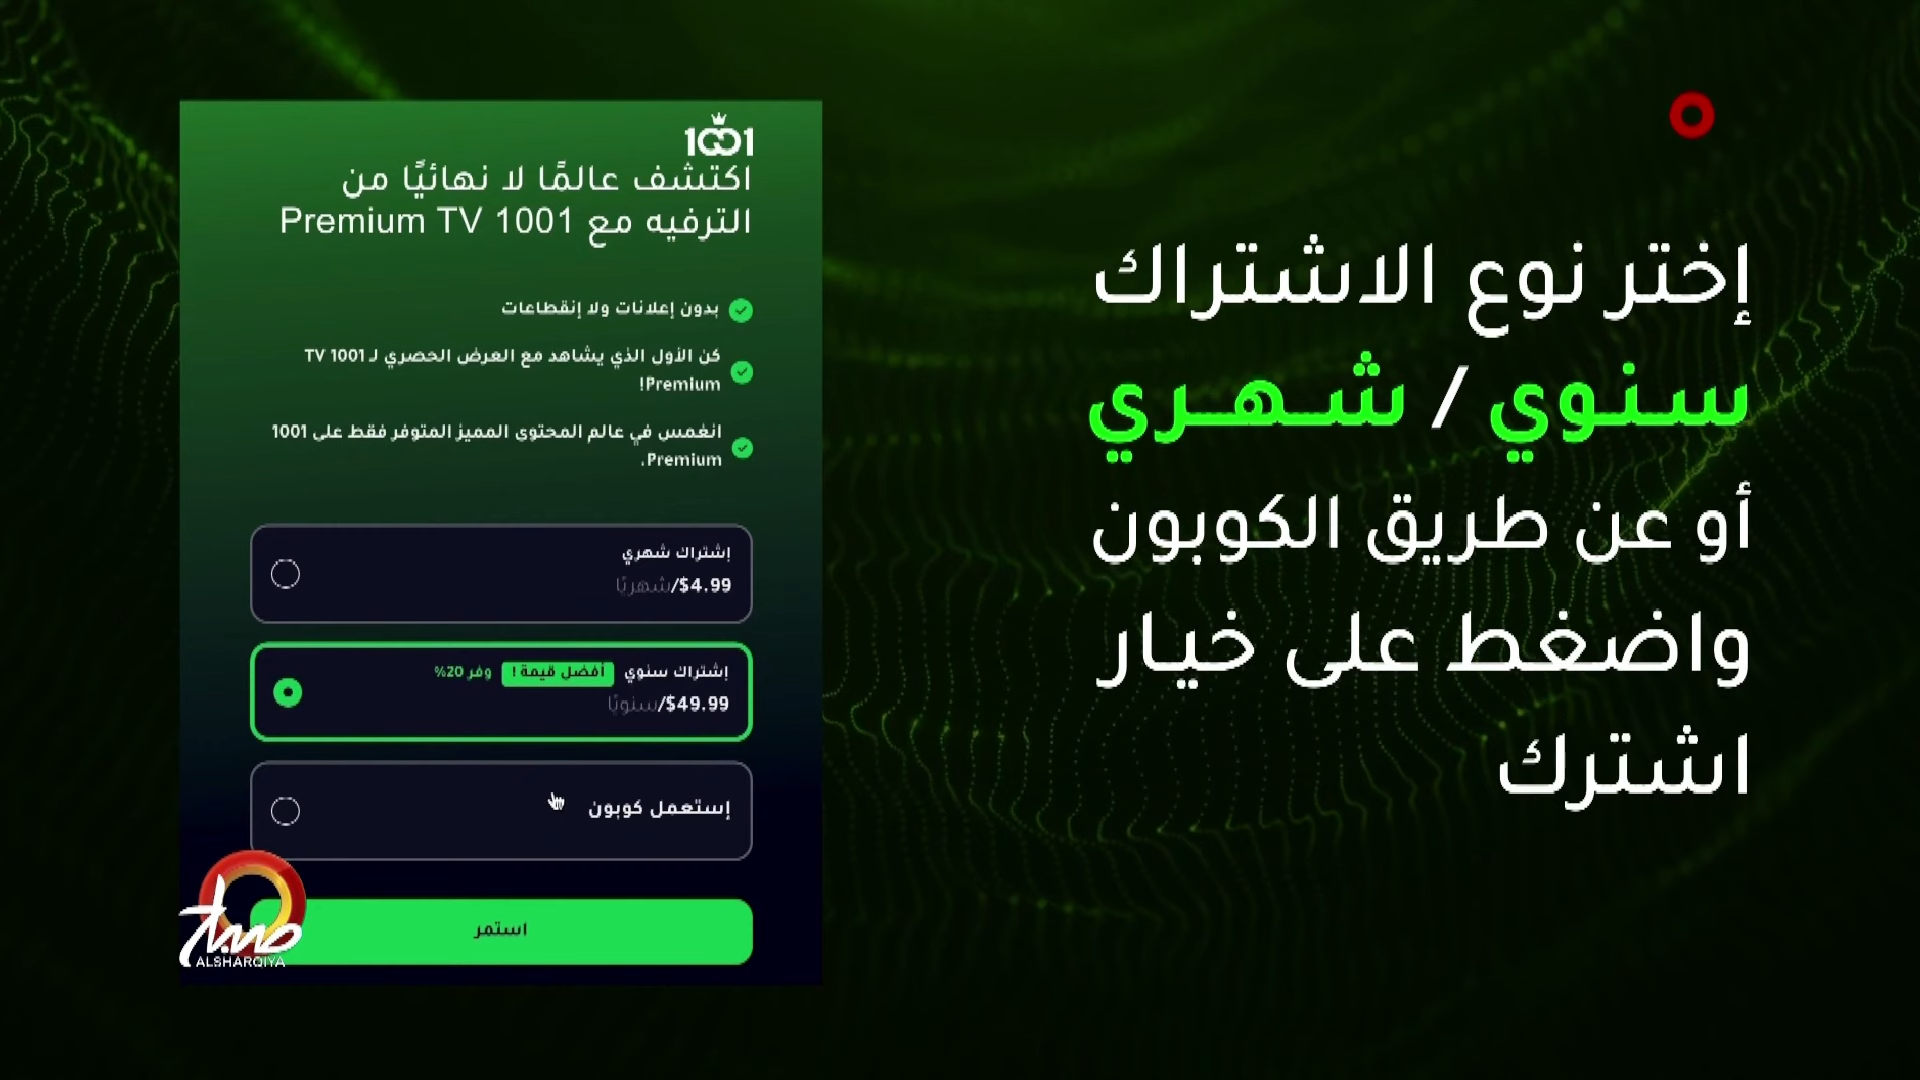 إختر نوع الاشتراك
سنوي / شهري
أو عن طريق الكوبون
واضغط على خيار
اشترك
1001
اكتشف عالمًا لا نهائيًا من
الترفيه مع Premium TV 1001
بدون إعلانات ولا إنقطاعات
كن الأول الذي يشاهد مع العرض الحصري لـ TV 1001
Premium!
انغمس في عالم المحتوى المميز المتوفر فقط على 1001
Premium.
إشتراك شهري
$4.99/شهريًا
إشتراك سنوي أفضل قيمة ! وفر 20%
$49.99/سنويًا
إستعمل كوبون
استمر
ALSHARQIYA